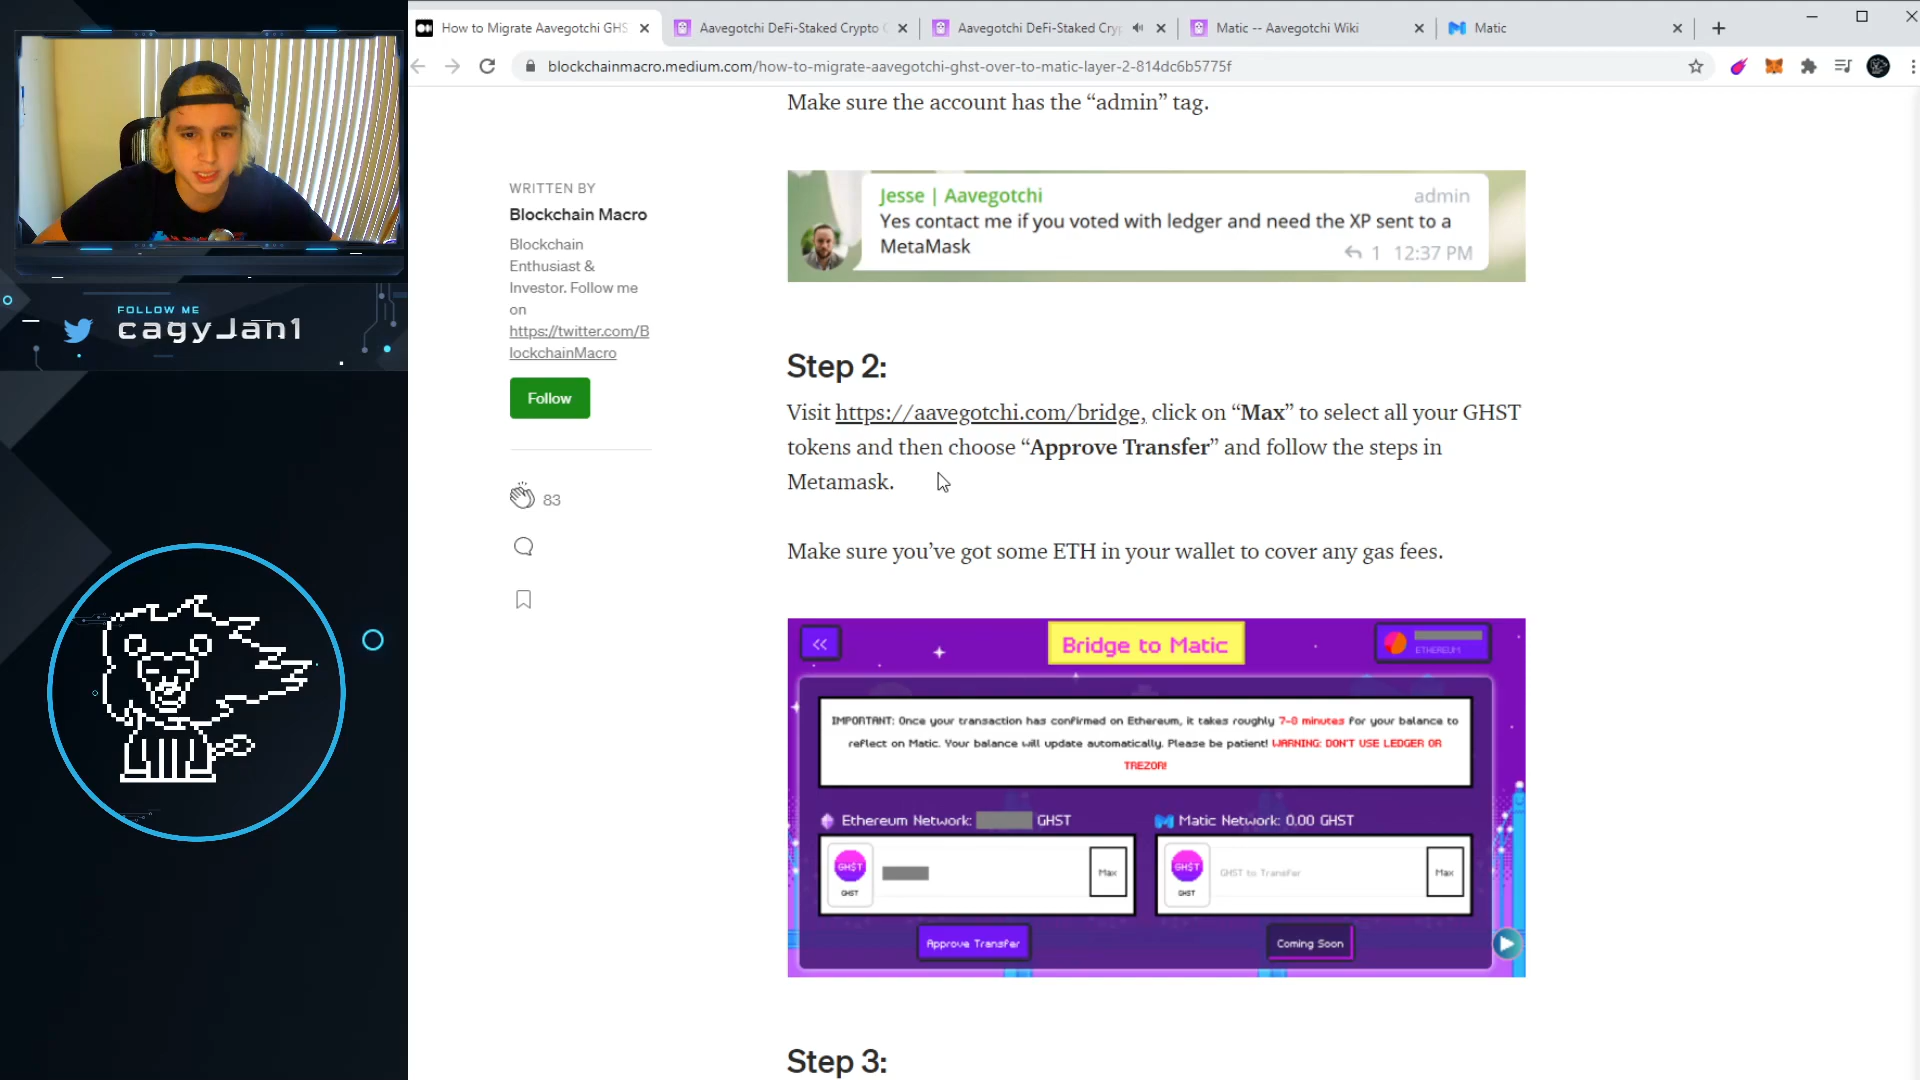 How to Migrate Aavegotchi GHS
Aavegotchi DeFi-Staked Crypto C
Aavegotchi DeFi-Staked Cry
Matic -- Aavegotchi Wiki
Matic
blockchainmacro.medium.com/how-to-migrate-aavegotchi-ghst-over-to-matic-layer-2-814dc6b5775f
FOLLOW ME
cagyJan1
WRITTEN BY
Blockchain Macro
Blockchain
Enthusiast &
Investor. Follow me
on
https://twitter.com/B
lockchainMacro
Follow
83
Make sure the account has the “admin” tag.
Jesse | Aavegotchi
admin
Yes contact me if you voted with ledger and need the XP sent to a
MetaMask
1 12:37 PM
Step 2:
Visit https://aavegotchi.com/bridge, click on “Max” to select all your GHST
tokens and then choose “Approve Transfer” and follow the steps in
Metamask.
Make sure you’ve got some ETH in your wallet to cover any gas fees.
<<
Bridge to Matic
ETHEREUM
IMPORTANT: Once your transaction has confirmed on Ethereum, it takes roughly 7-8 minutes for your balance to
reflect on Matic. Your balance will update automatically. Please be patient! WARNING: DON'T USE LEDGER OR
TREZOR!
Ethereum Network: GHST
Matic Network: 0.00 GHST
GHST
GHST
Max
GHST
GHST
GHST to Transfer
Max
Approve Transfer
Coming Soon
Step 3: